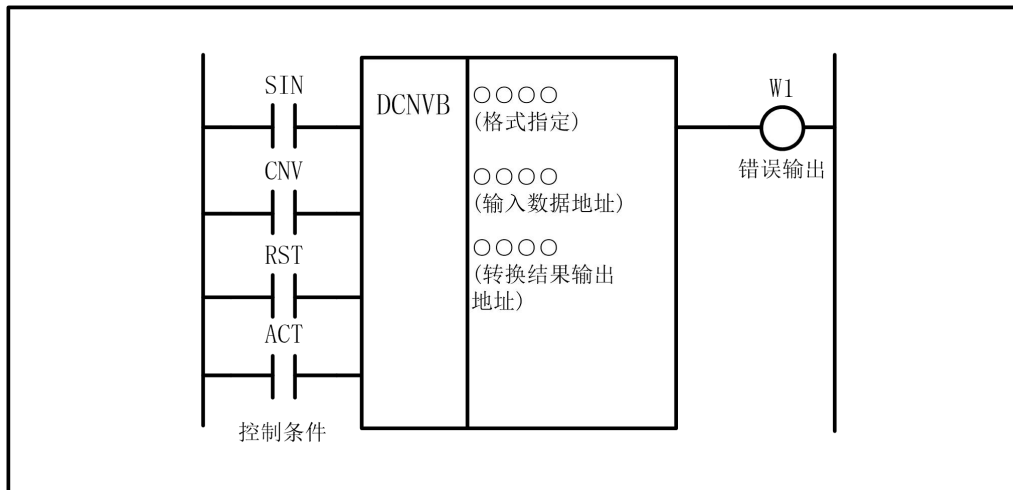 SIN
CNV
RST
ACT
控制条件
DCNVB
○○○○
(格式指定)
○○○○
(输入数据地址)
○○○○
(转换结果输出
地址)
W1
错误输出